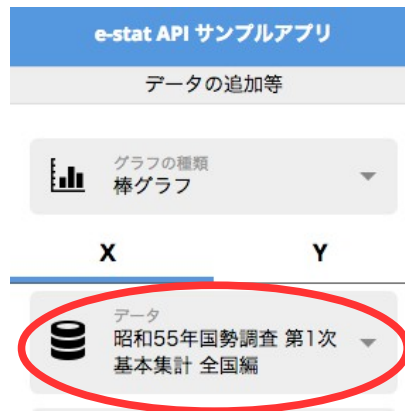 e-stat API サンプルアプリ
データの追加等
グラフの種類
棒グラフ
X Y
データ
昭和55年国勢調査 第1次
基本集計 全国編